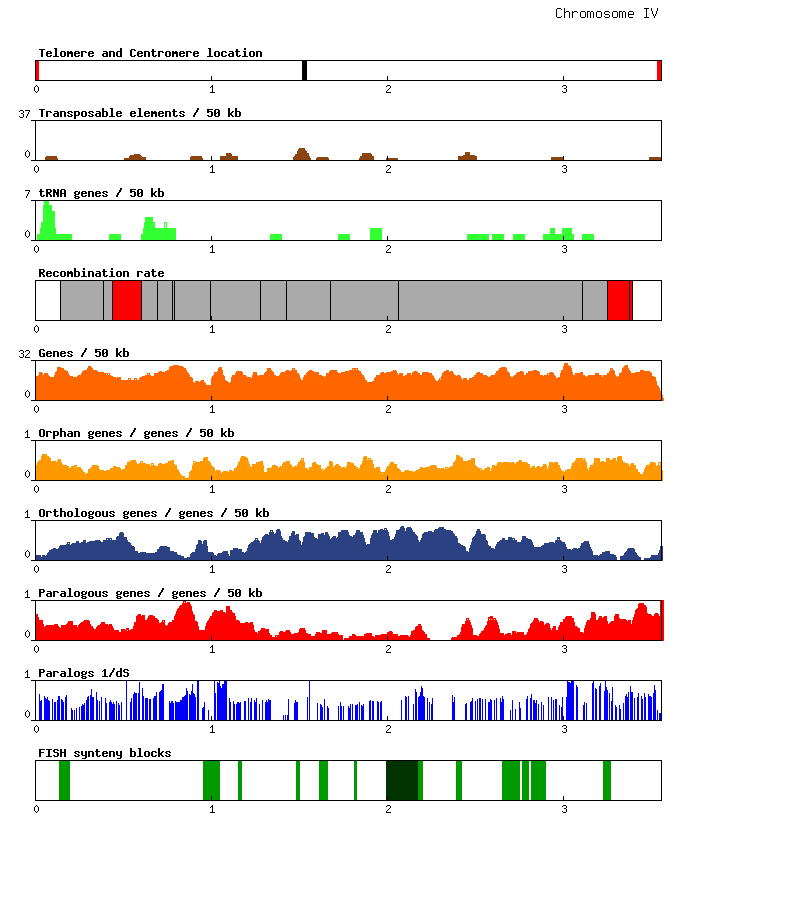 Chromosome IV
Telomere and Centromere location
0 1 2 3
Transposable elements / 50 kb
37
0
0 1 2 3
tRNA genes / 50 kb
7
0
0 1 2 3
Recombination rate
0 1 2 3
Genes / 50 kb
32
0
0 1 2 3
Orphan genes / genes / 50 kb
1
0
0 1 2 3
Orthologous genes / genes / 50 kb
1
0
0 1 2 3
Paralogous genes / genes / 50 kb
1
0
0 1 2 3
Paralogs 1/dS
1
0
0 1 2 3
FISH synteny blocks
0 1 2 3